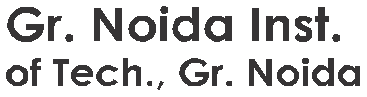 Gr. Noida Inst.
of Tech., Gr. Noida